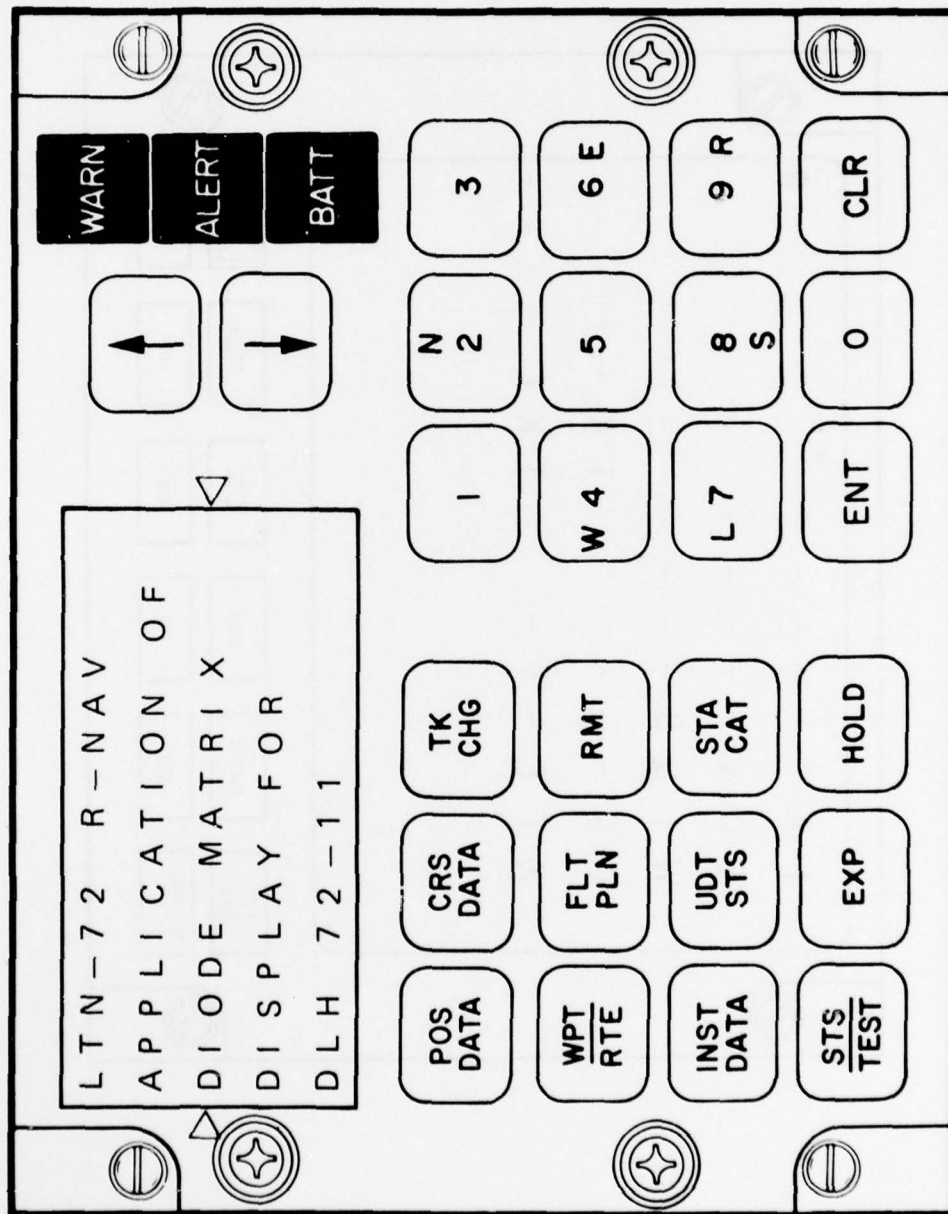 LTN-72 R-NAV
APPLICATION OF
DIODE MATRIX
DISPLAY FOR
DLH 72-11
WARN
ALERT
BATT
POS
DATA
CRS
DATA
TK
CHG
1
N
2
3
WPT
RTE
FLT
PLN
RMT
W 4
5
6 E
INST
DATA
UDT
STS
STA
CAT
L 7
8
S
9 R
STS
TEST
EXP
HOLD
ENT
0
CLR